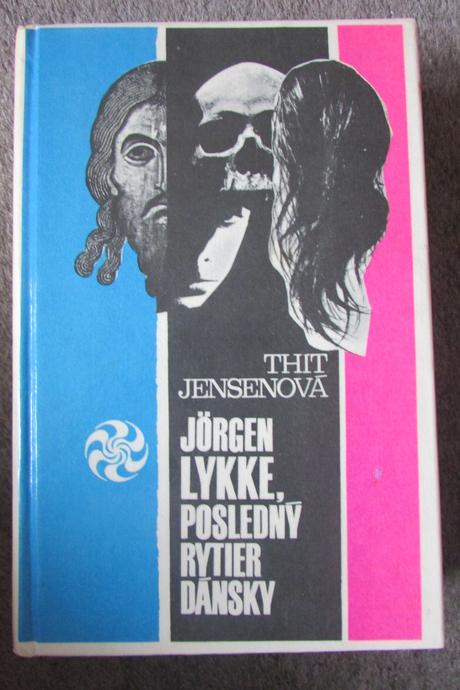 THIT
JENSENOVÁ
JÖRGEN
LYKKE,
POSLEDNÝ
RYTIER
DÁNSKY